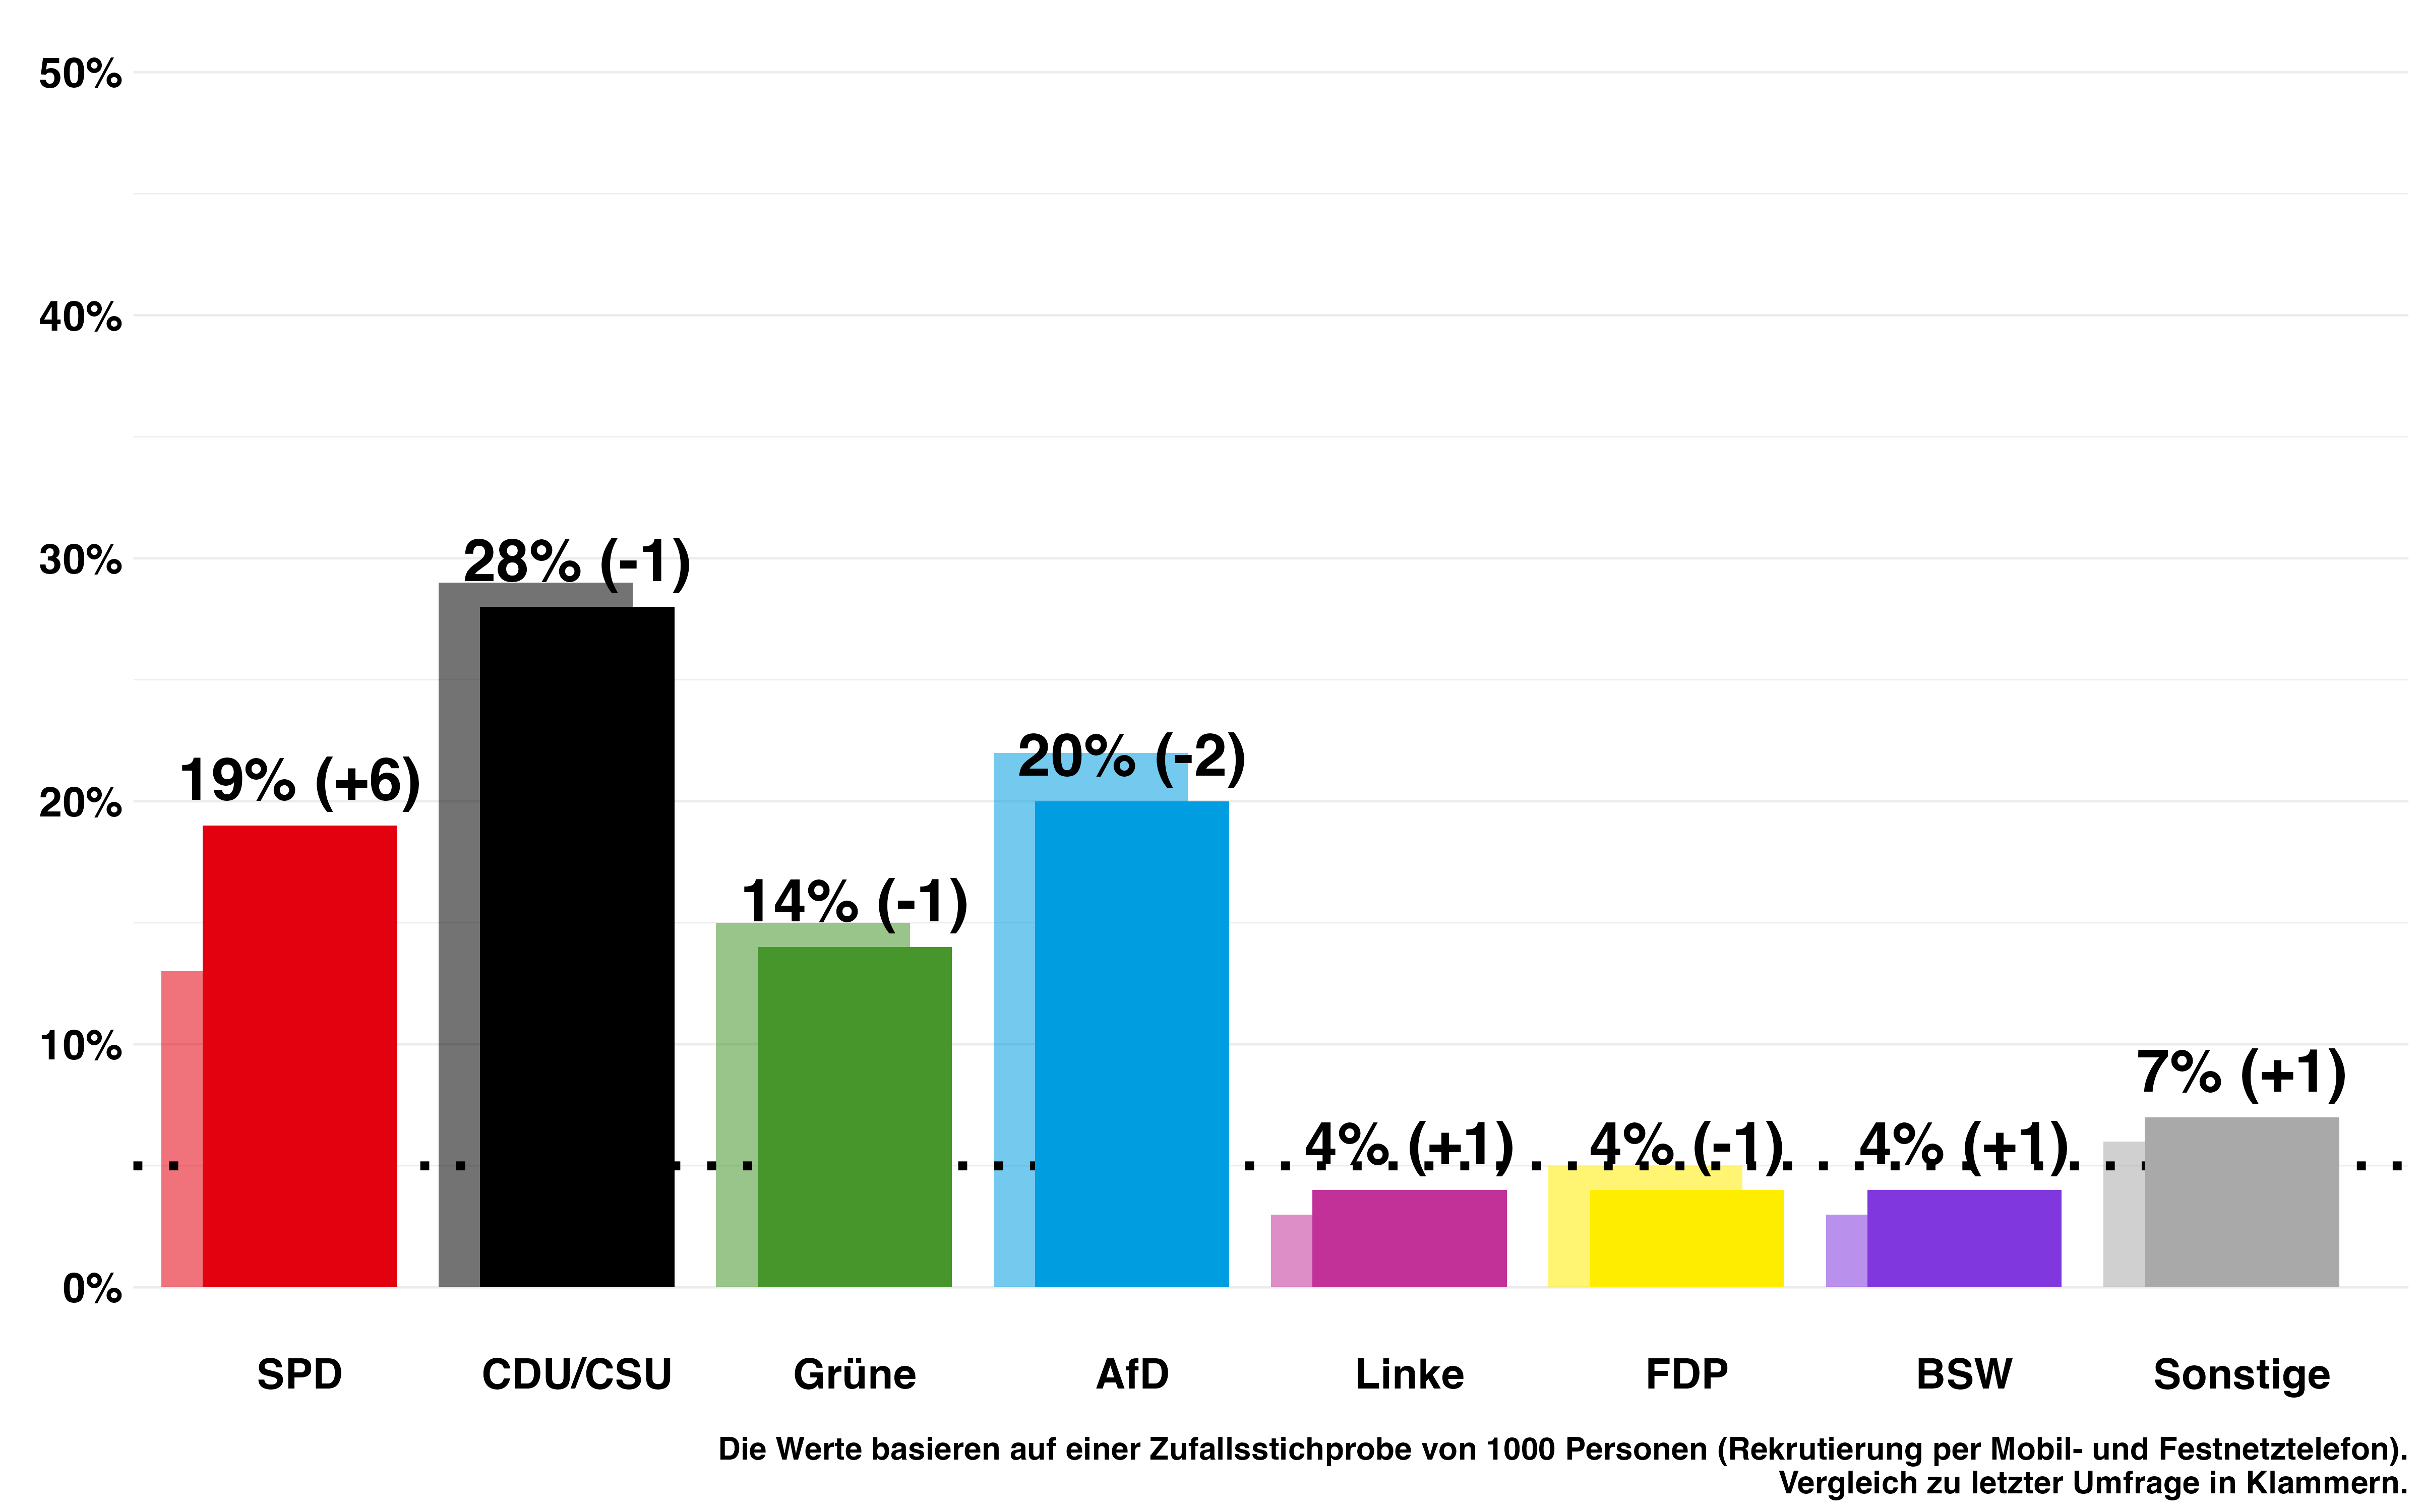 50%
40%
30%
20%
10%
0%
19% (+6)
28% (-1)
14% (-1)
20% (-2)
4% (+1)
4% (-1)
4% (+1)
7% (+1)
SPD
CDU/CSU
Grüne
AfD
Linke
FDP
BSW
Sonstige
Die Werte basieren auf einer Zufallsstichprobe von 1000 Personen (Rekrutierung per Mobil- und Festnetztelefon).
Vergleich zu letzter Umfrage in Klammern.